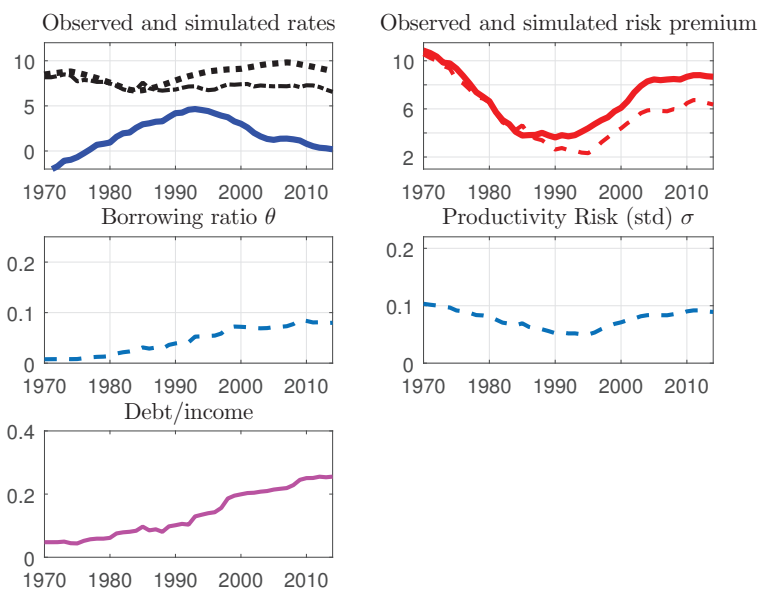 Observed and simulated rates
10
5
0
1970 1980 1990 2000 2010
Observed and simulated risk premium
10
6
2
1970 1980 1990 2000 2010
Borrowing ratio θ
0.2
0.1
0
1970 1980 1990 2000 2010
Productivity Risk (std) σ
0.2
0.1
0
1970 1980 1990 2000 2010
Debt/income
0.4
0.2
0
1970 1980 1990 2000 2010